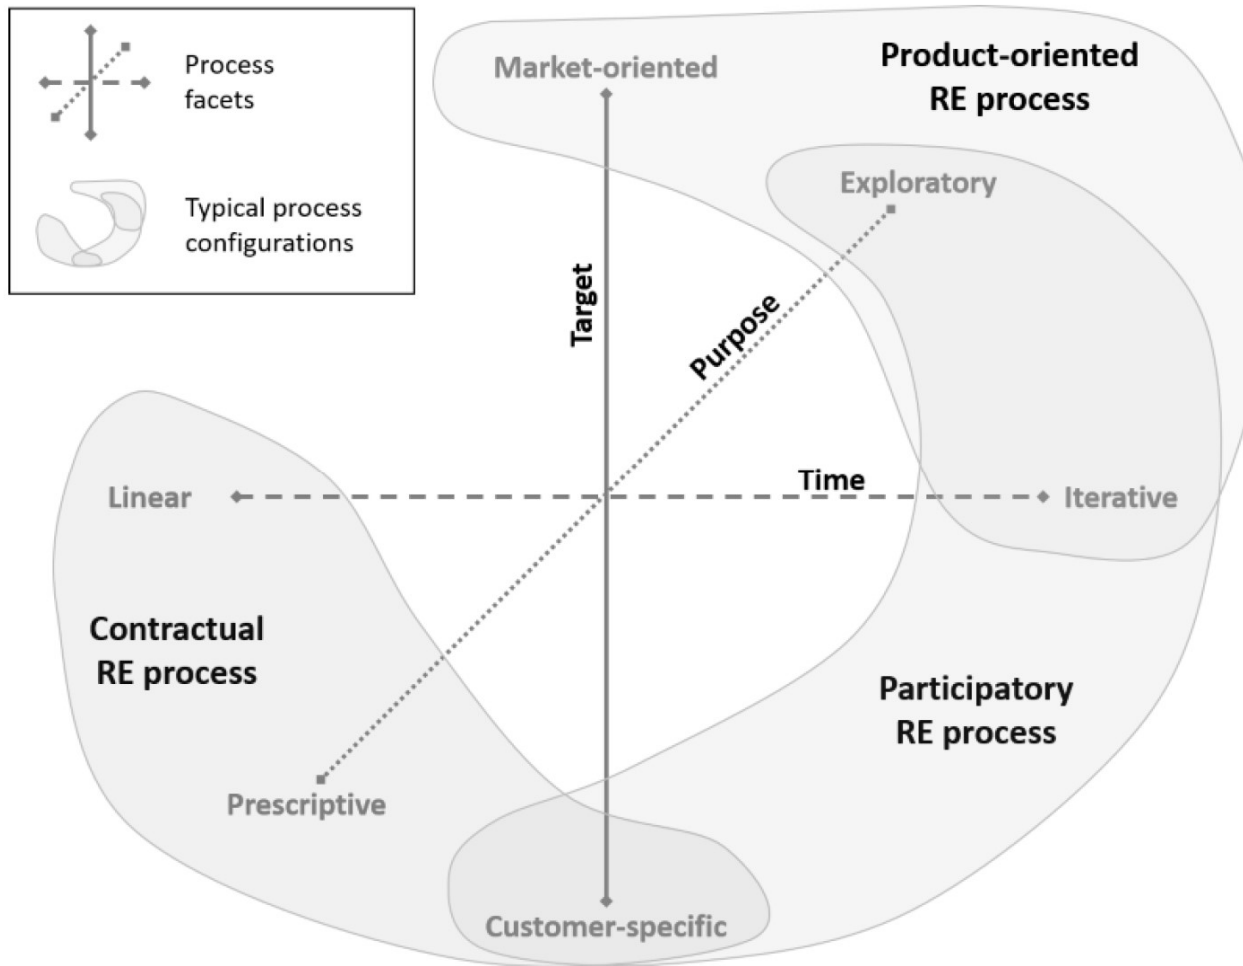 Process
facets
Typical process
configurations
Market-oriented
Product-oriented
RE process
Exploratory
Target
Purpose
Time
Linear
Iterative
Contractual
RE process
Participatory
RE process
Prescriptive
Customer-specific